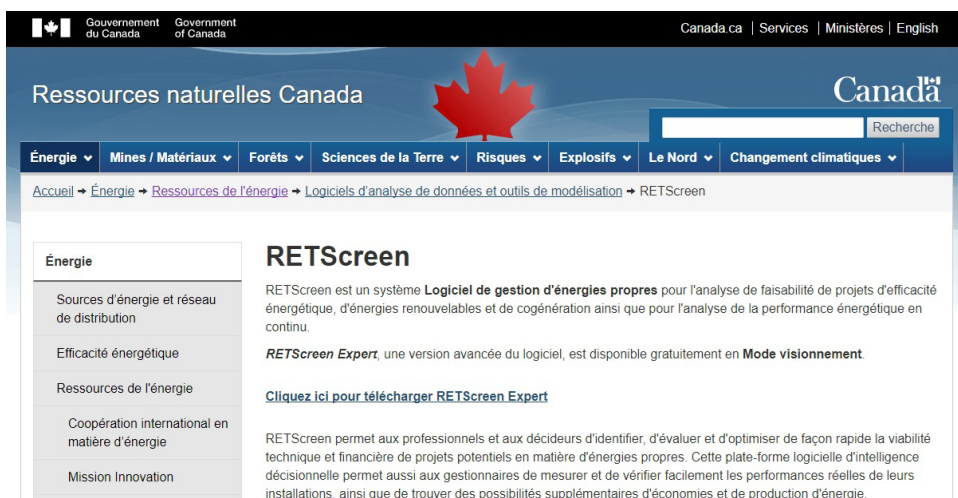 Gouvernement du Canada
Government of Canada
Canada.ca | Services | Ministères | English
Ressources naturelles Canada
Canada
Recherche
Énergie Mines / Matériaux Forêts Sciences de la Terre Risques Explosifs Le Nord Changement climatiques
Accueil → Énergie → Ressources de l'énergie → Logiciels d'analyse de données et outils de modélisation → RETScreen
Énergie
Sources d'énergie et réseau
de distribution
Efficacité énergétique
Ressources de l'énergie
Coopération international en
matière d'énergie
Mission Innovation
RETScreen
RETScreen est un système Logiciel de gestion d'énergies propres pour l'analyse de faisabilité de projets d'efficacité
énergétique, d'énergies renouvelables et de cogénération ainsi que pour l'analyse de la performance énergétique en
continu.
RETScreen Expert, une version avancée du logiciel, est disponible gratuitement en Mode visionnement.
Cliquez ici pour télécharger RETScreen Expert
RETScreen permet aux professionnels et aux décideurs d'identifier, d'évaluer et d'optimiser de façon rapide la viabilité
technique et financière de projets potentiels en matière d'énergies propres. Cette plate-forme logicielle d'intelligence
décisionnelle permet aussi aux gestionnaires de mesurer et de vérifier facilement les performances réelles de leurs
installations, ainsi que de trouver des possibilités supplémentaires d'économies et de production d'énergie.